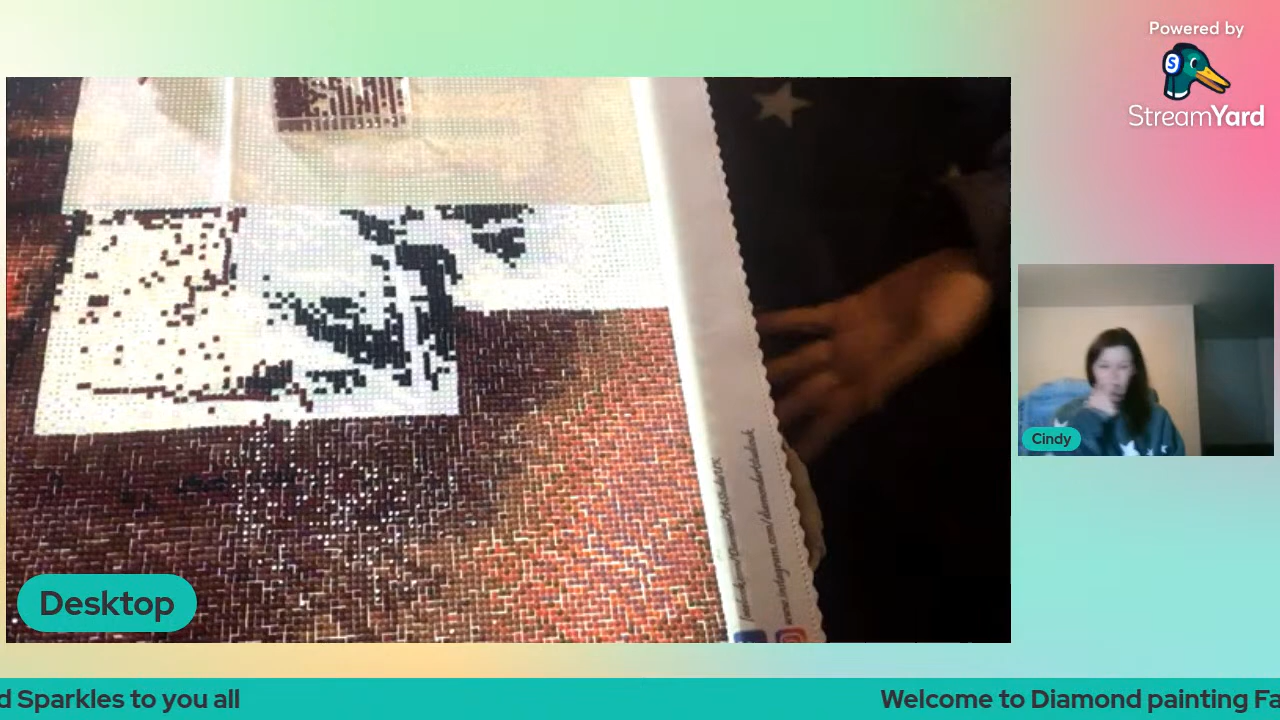 Powered by
StreamYard
Cindy
Desktop
d Sparkles to you all
Welcome to Diamond painting Fa